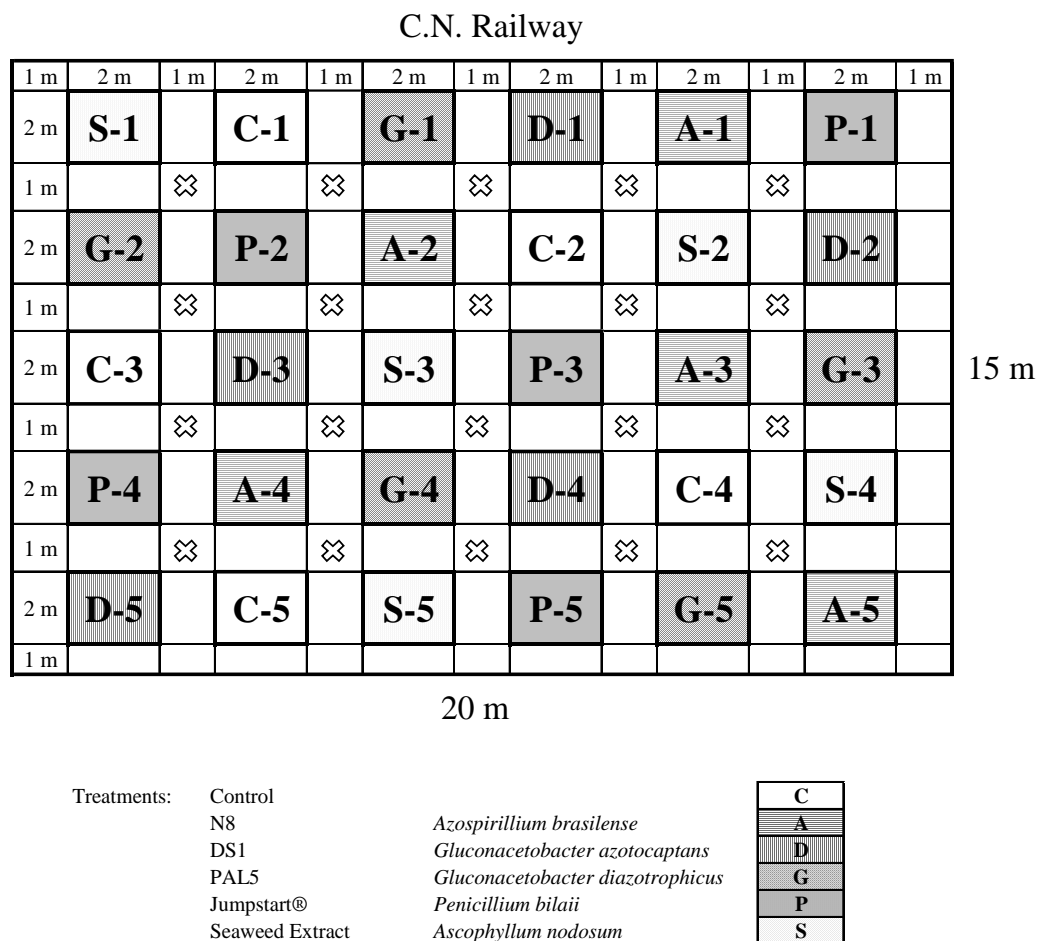 C.N. Railway
1 m 2 m 1 m 2 m 1 m 2 m 1 m 2 m 1 m 2 m 1 m 2 m 1 m
2 m S-1 C-1 G-1 D-1 A-1 P-1
1 m
2 m G-2 P-2 A-2 C-2 S-2 D-2
1 m
2 m C-3 D-3 S-3 P-3 A-3 G-3 15 m
1 m
2 m P-4 A-4 G-4 D-4 C-4 S-4
1 m
2 m D-5 C-5 S-5 P-5 G-5 A-5
1 m
20 m
Treatments: Control C
N8 Azospirillium brasilense A
DS1 Gluconacetobacter azotocaptans D
PAL5 Gluconacetobacter diazotrophicus G
Jumpstart® Penicillium bilaii P
Seaweed Extract Ascophyllum nodosum S